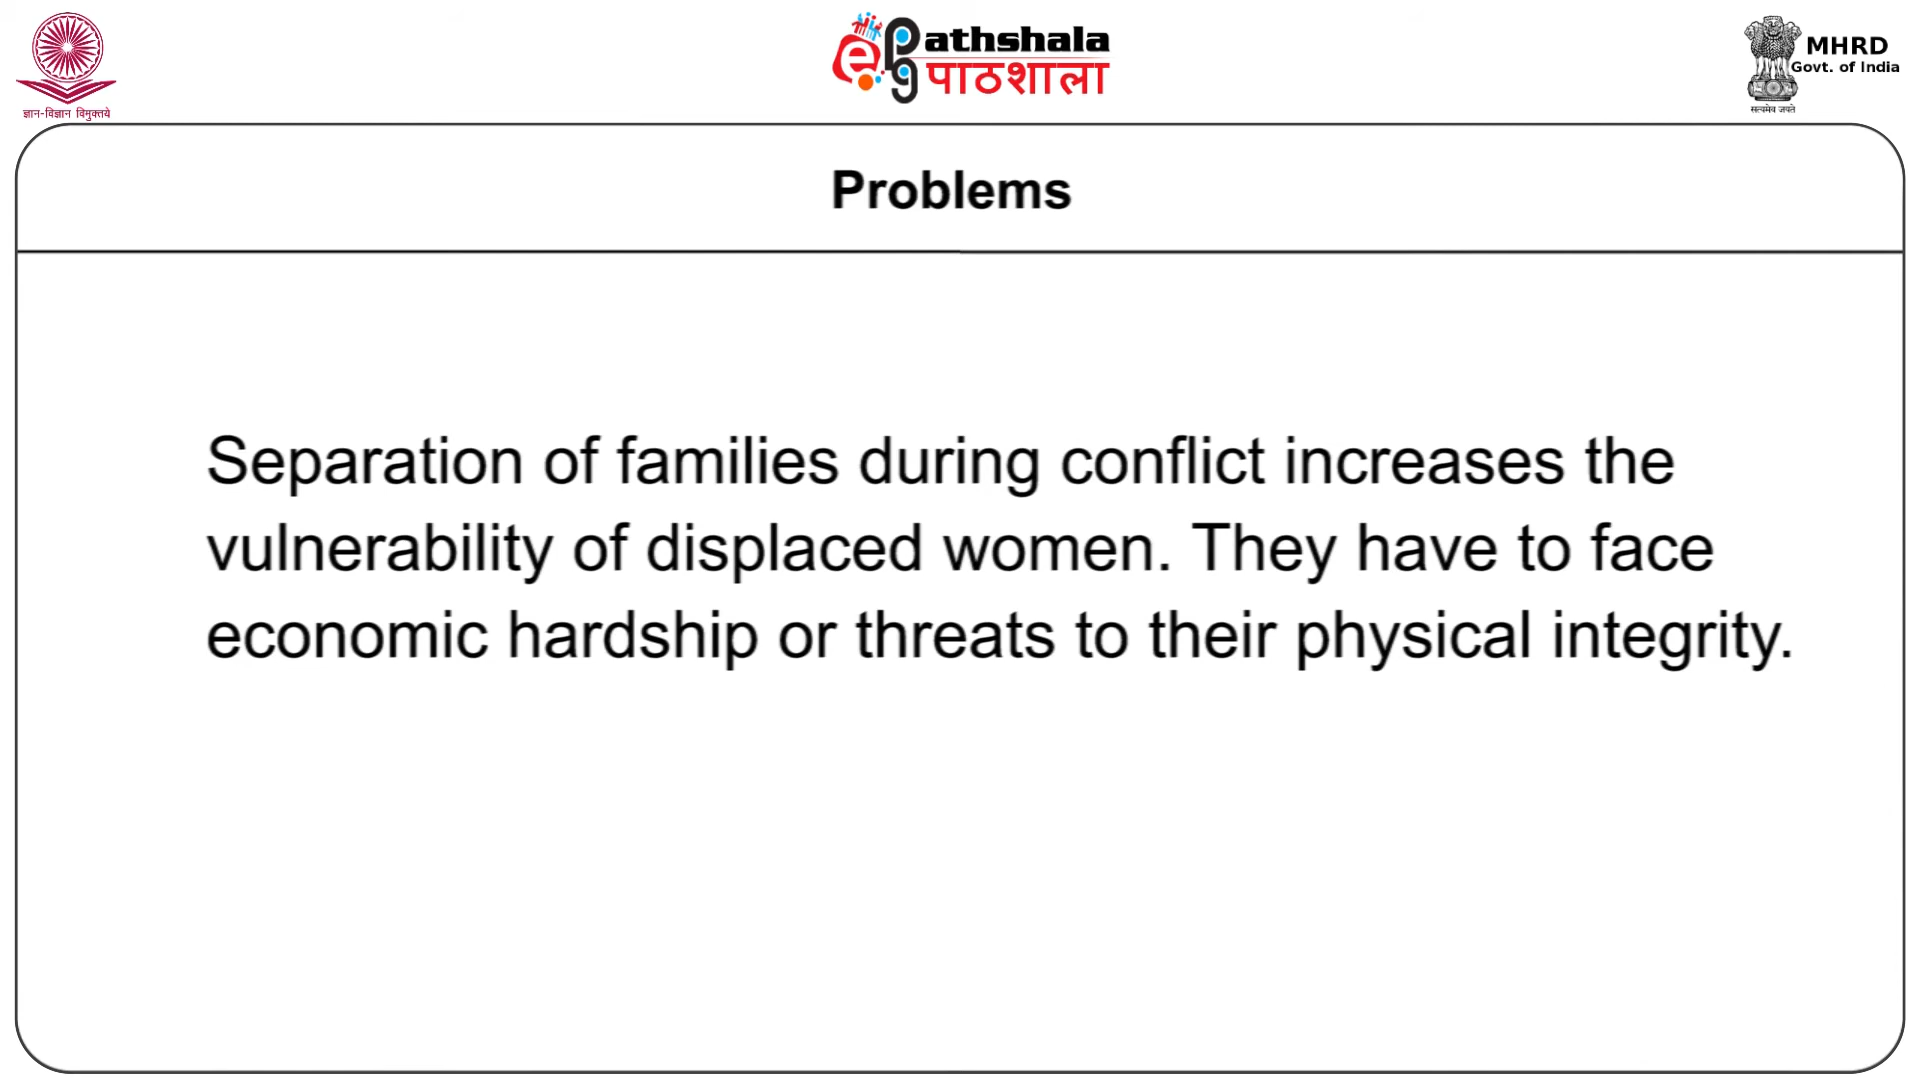 ज्ञान-विज्ञान विमुक्तये
e pg Pathshala
पाठशाला
MHRD
Govt. of India
सत्यमेव जयते
Problems
Separation of families during conflict increases the
vulnerability of displaced women. They have to face
economic hardship or threats to their physical integrity.